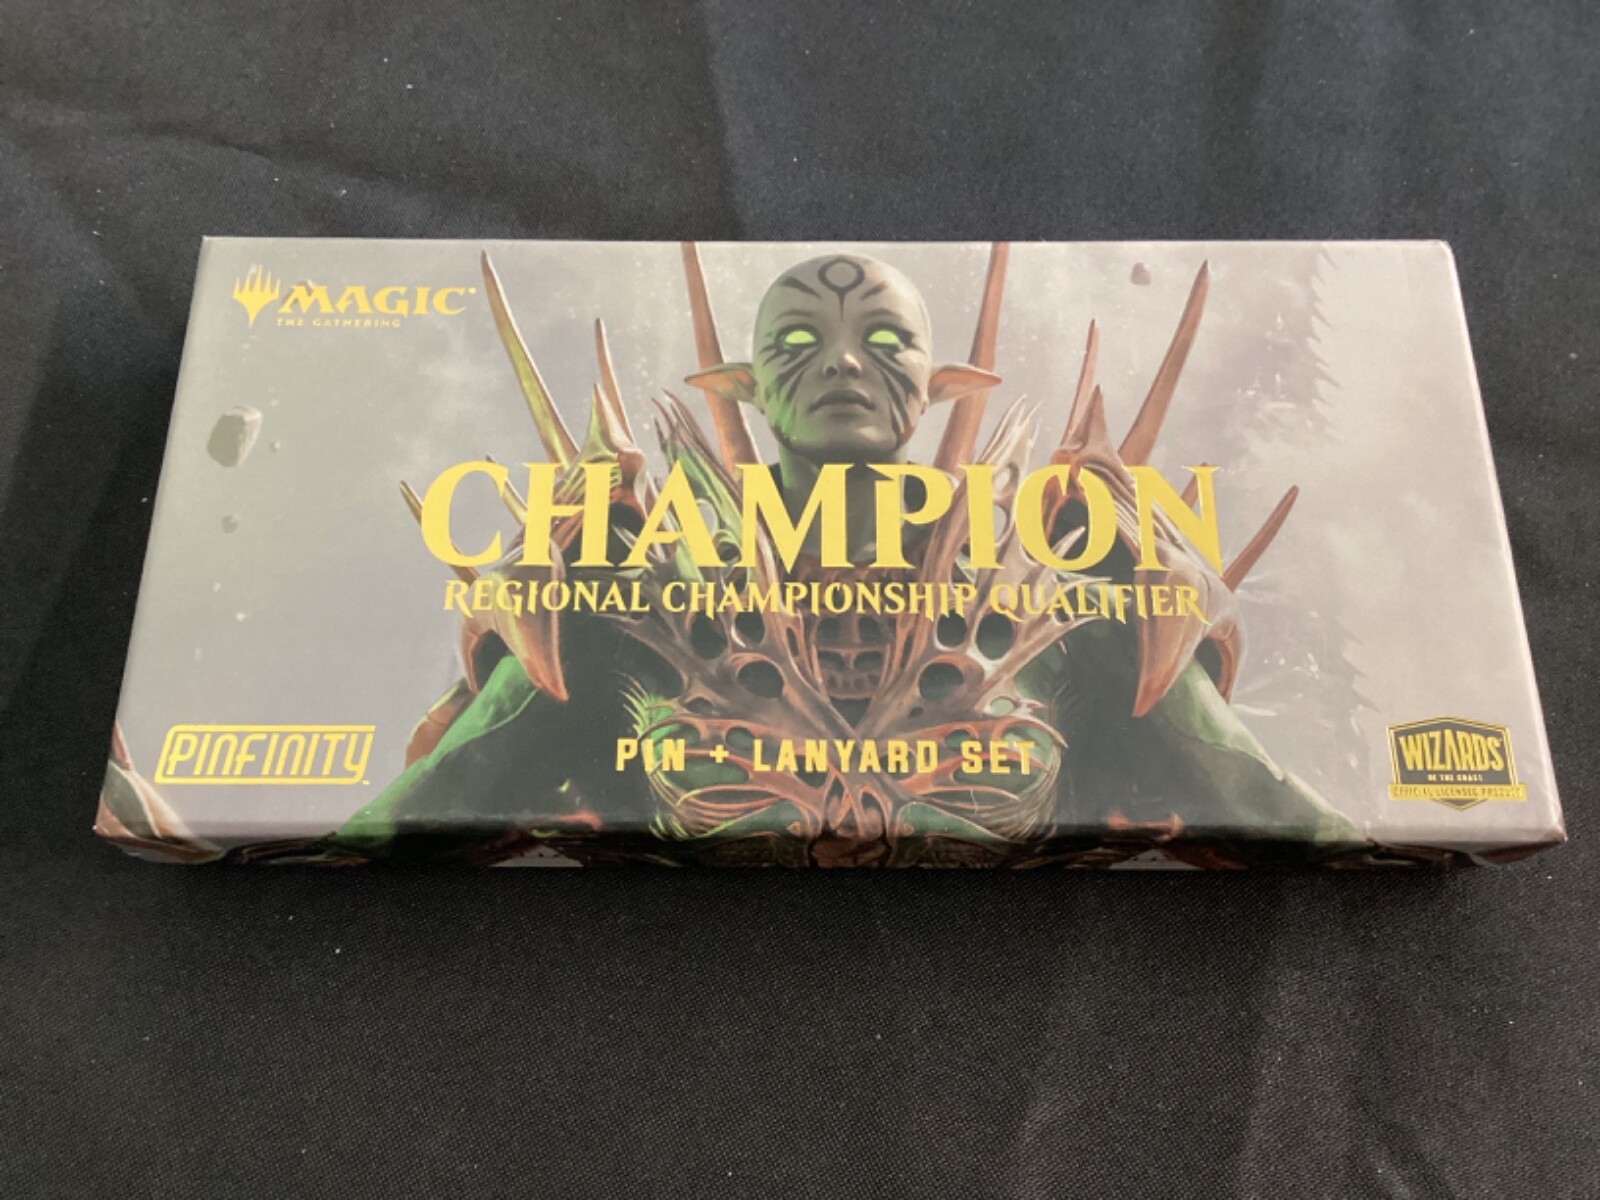 MAGIC
THE GATHERING
CHAMPION
REGIONAL CHAMPIONSHIP QUALIFIER
PINFINITY
PIN + LANYARD SET
WIZARDS
OF THE COAST
OFFICIAL LICENSED PRODUCT